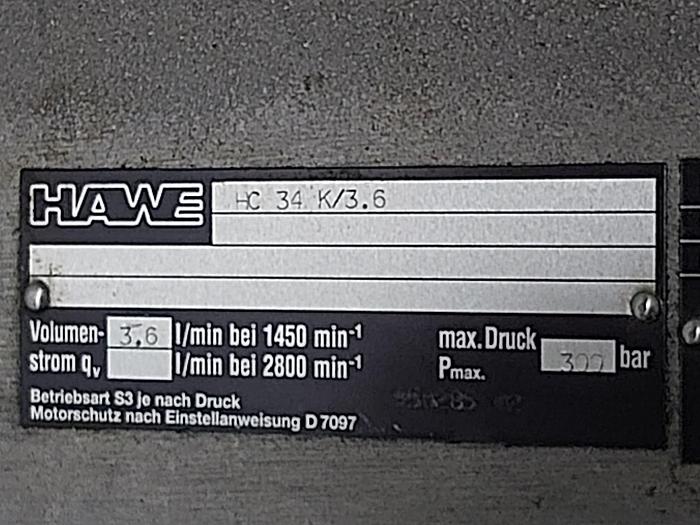 HAWE
HC 34 K/3.6
Volumen- 3,6 l/min bei 1450 min-1
strom qv l/min bei 2800 min-1
max. Druck
Pmax. 300 bar
Betriebsart S3 je nach Druck
Motorschutz nach Einstellanweisung D 7097